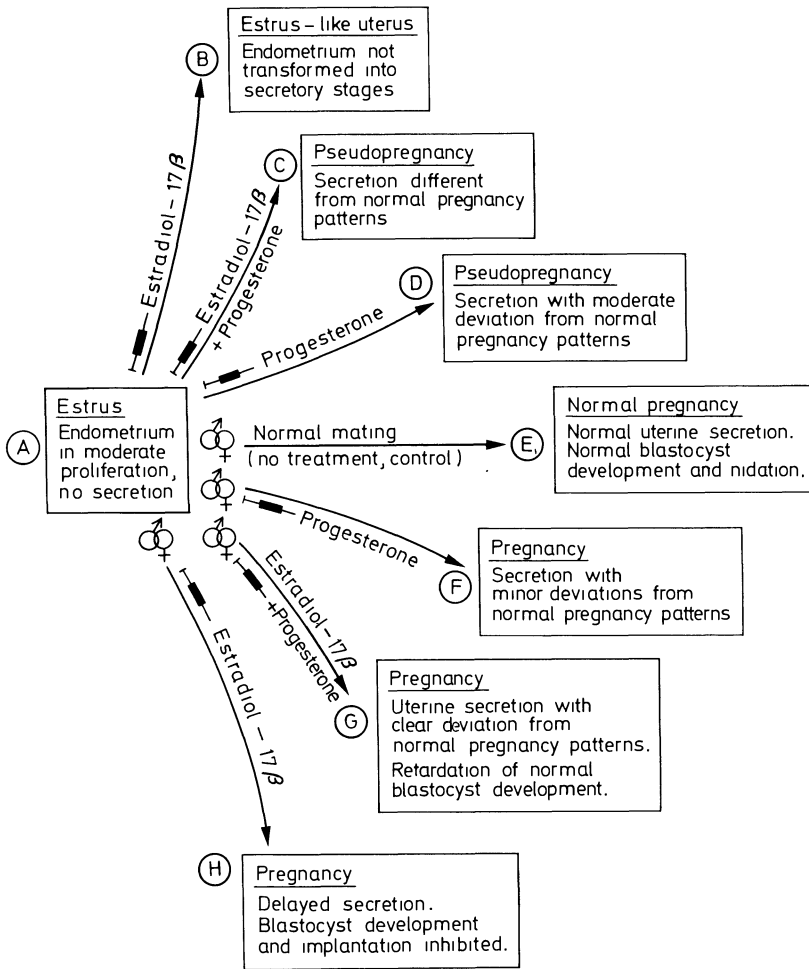 B
Estrus – like uterus
Endometrium not
transformed into
secretory stages
Estradiol – 17β
C
Pseudopregnancy
Secretion different
from normal pregnancy
patterns
Estradiol – 17β
+ Progesterone
D
Pseudopregnancy
Secretion with moderate
deviation from normal
pregnancy patterns
Progesterone
A
Estrus
Endometrium
in moderate
proliferation,
no secretion
Normal mating
(no treatment, control)
E
Normal pregnancy
Normal uterine secretion.
Normal blastocyst
development and nidation.
Progesterone
F
Pregnancy
Secretion with
minor deviations from
normal pregnancy patterns
Estradiol – 17β
+Progesterone
G
Pregnancy
Uterine secretion with
clear deviation from
normal pregnancy patterns.
Retardation of normal
blastocyst development.
Estradiol – 17β
H
Pregnancy
Delayed secretion.
Blastocyst development
and implantation inhibited.